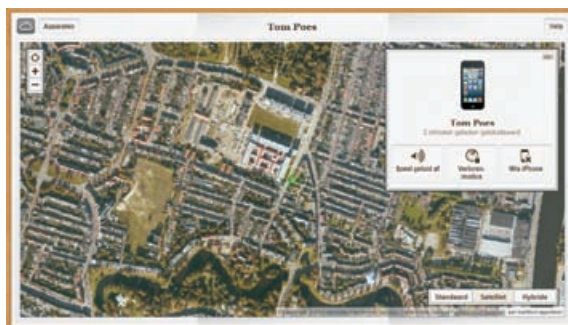 Apparaten
Tom Poes
Help
Tom Poes
2 minuten geleden gelokaliseerd
Speel geluid af
Verloren-
modus
Wis iPhone
Standaard
Satelliet
Hybride